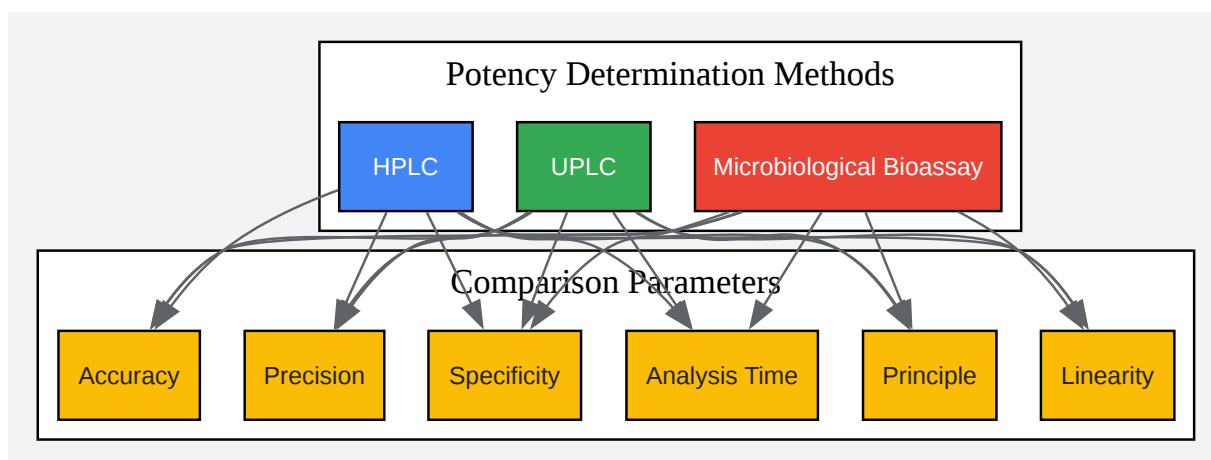 Potency Determination Methods
HPLC
UPLC
Microbiological Bioassay
Comparison Parameters
Accuracy
Precision
Specificity
Analysis Time
Principle
Linearity